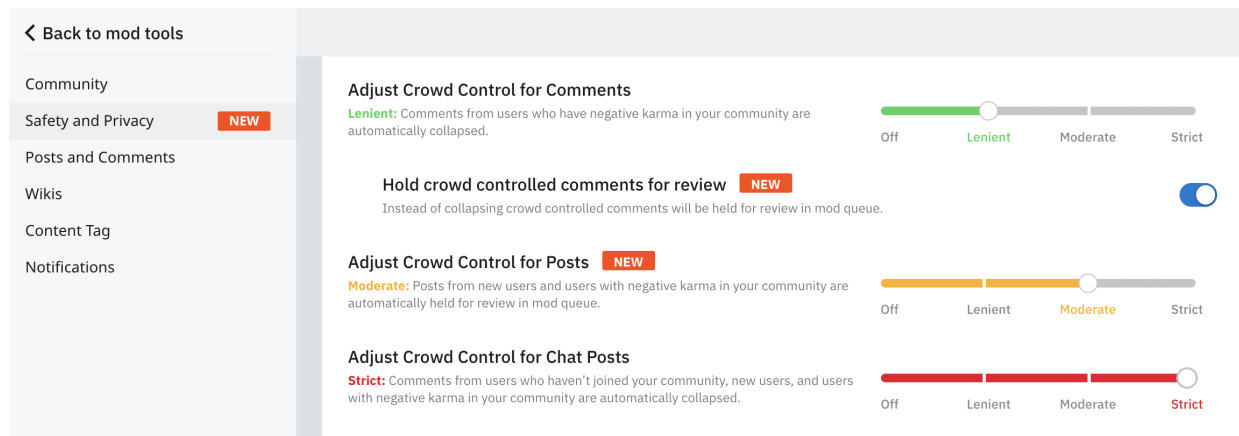 Back to mod tools
Community
Safety and Privacy NEW
Posts and Comments
Wikis
Content Tag
Notifications
Adjust Crowd Control for Comments
Lenient: Comments from users who have negative karma in your community are
automatically collapsed.
Off Lenient Moderate Strict
Hold crowd controlled comments for review NEW
Instead of collapsing crowd controlled comments will be held for review in mod queue.
Adjust Crowd Control for Posts NEW
Moderate: Posts from new users and users with negative karma in your community are
automatically held for review in mod queue.
Off Lenient Moderate Strict
Adjust Crowd Control for Chat Posts
Strict: Comments from users who haven’t joined your community, new users, and users
with negative karma in your community are automatically collapsed.
Off Lenient Moderate Strict